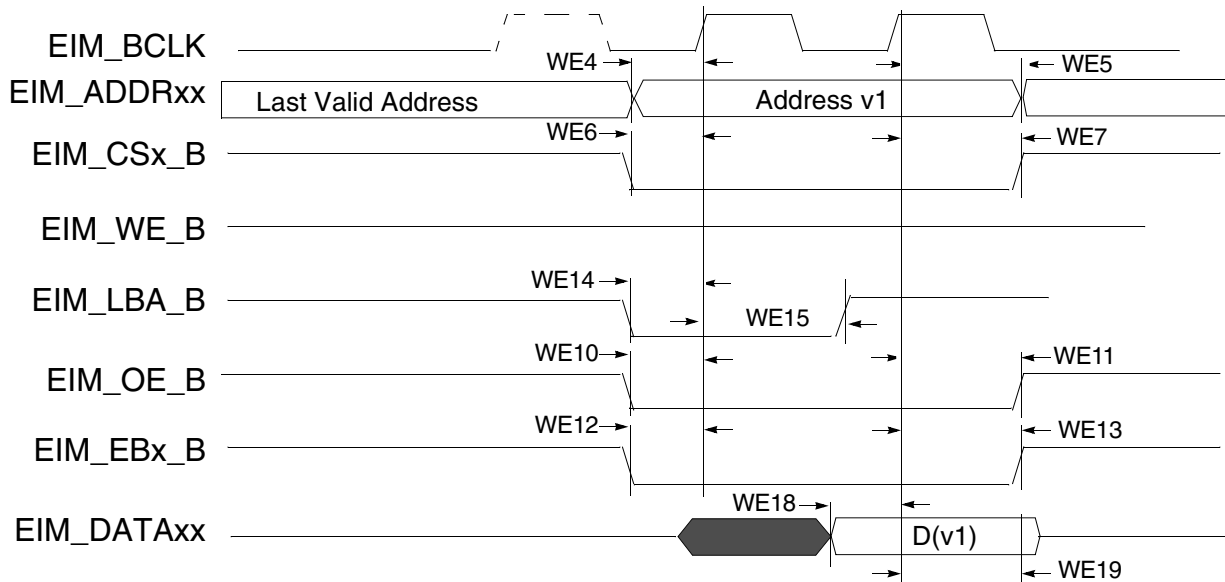 EIM_BCLK
WE4
WE5
EIM_ADDRxx
Last Valid Address
Address v1
WE6
WE7
EIM_CSx_B
EIM_WE_B
WE14
EIM_LBA_B
WE15
WE10
WE11
EIM_OE_B
WE12
WE13
EIM_EBx_B
WE18
EIM_DATAxx
D(v1)
WE19